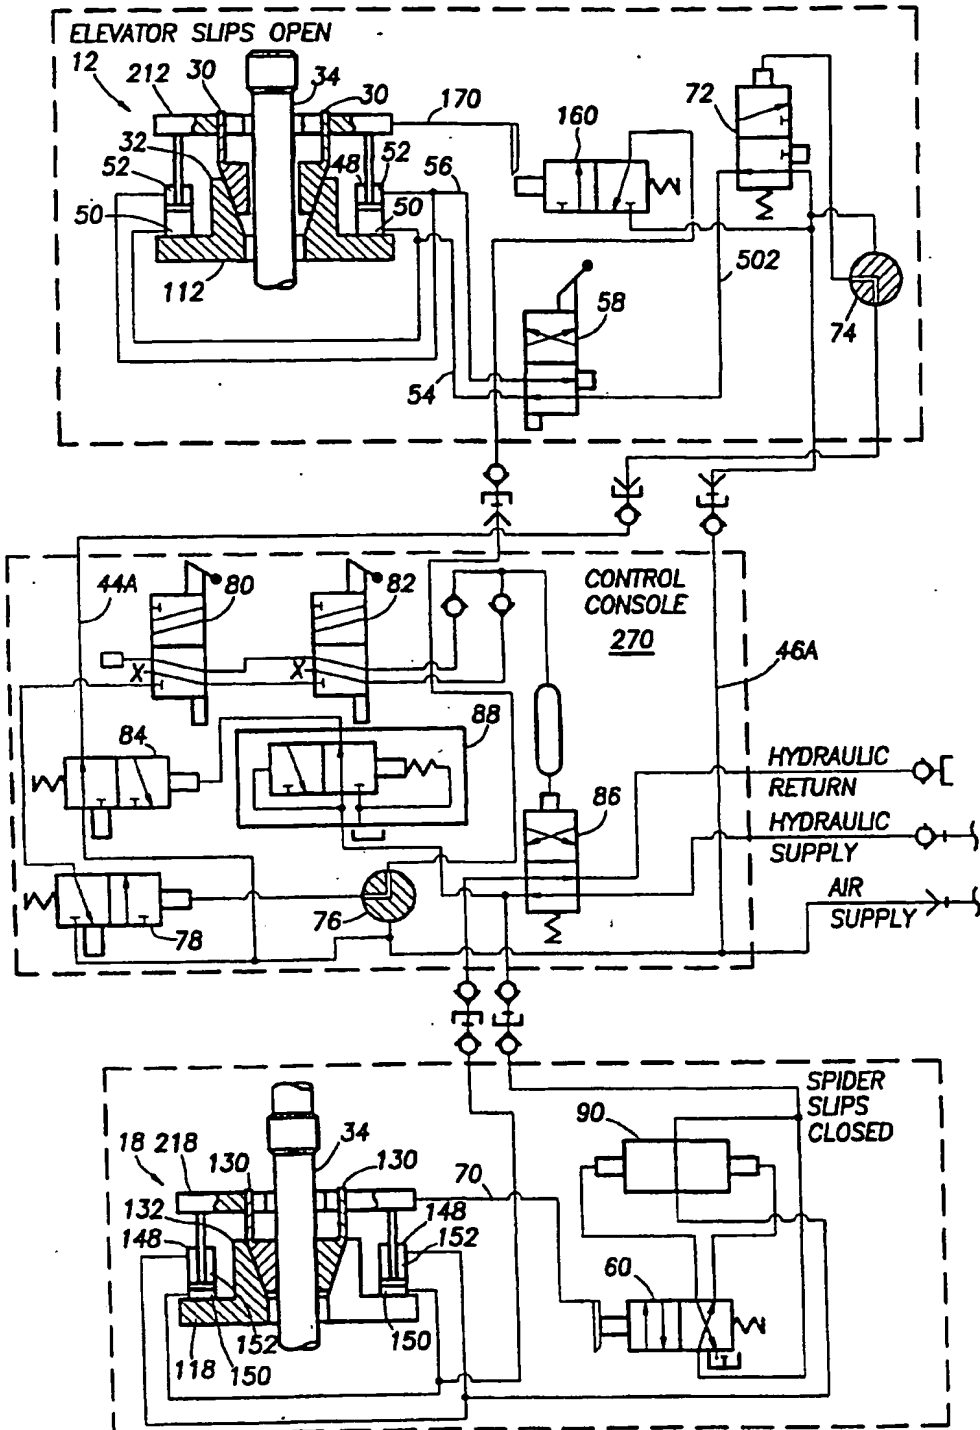 ELEVATOR SLIPS OPEN
12
212
30
34
30
170
160
72
32
52
48
52
56
50
50
112
54
58
502
74
44A
80
82
CONTROL
CONSOLE
270
46A
X
X
84
88
86
HYDRAULIC
RETURN
HYDRAULIC
SUPPLY
AIR
SUPPLY
78
76
SPIDER
SLIPS
CLOSED
90
18
218
130
34
130
70
132
148
148
152
60
118
150
152
150